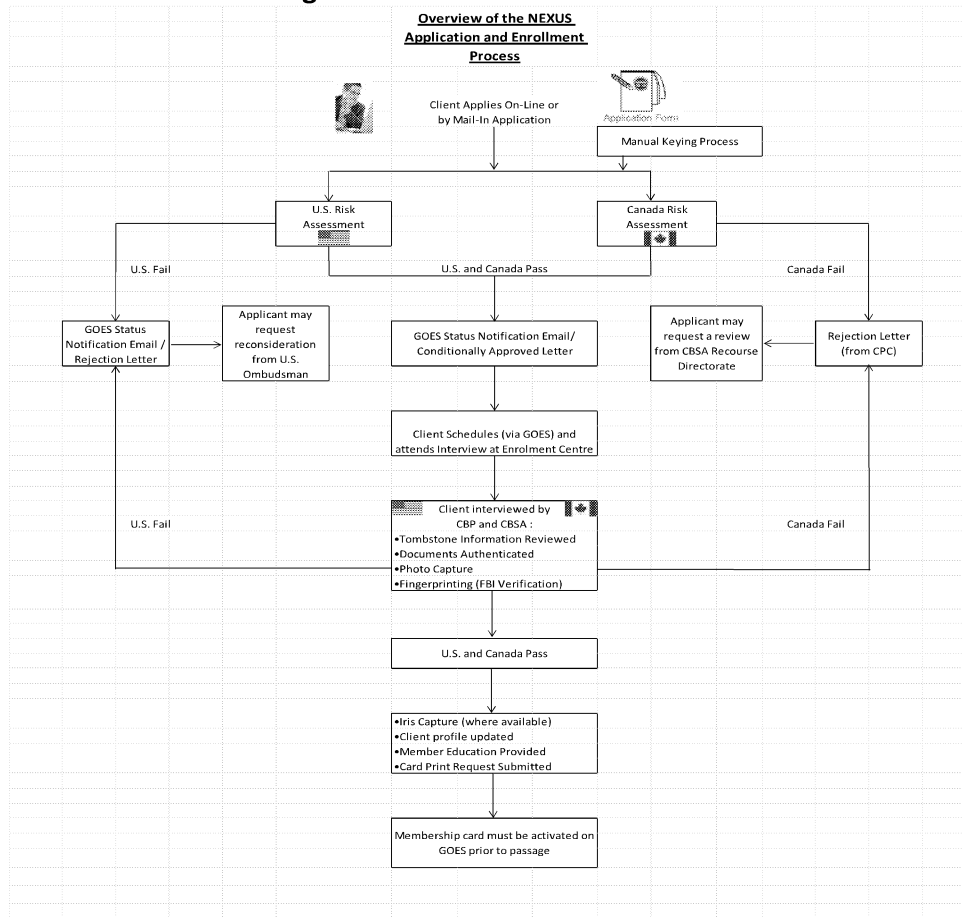 Overview of the NEXUS
Application and Enrollment
Process
Client Applies On-Line or
by Mail-In Application
Application Form
Manual Keying Process
U.S. Risk
Assessment
Canada Risk
Assessment
U.S. Fail
U.S. and Canada Pass
Canada Fail
GOES Status
Notification Email /
Rejection Letter
Applicant may
request
reconsideration
from U.S.
Ombudsman
GOES Status Notification Email/
Conditionally Approved Letter
Applicant may
request a review
from CBSA Recourse
Directorate
Rejection Letter
(from CPC)
Client Schedules (via GOES) and
attends Interview at Enrolment Centre
U.S. Fail
Client interviewed by
CBP and CBSA :
•Tombstone Information Reviewed
•Documents Authenticated
•Photo Capture
•Fingerprinting (FBI Verification)
Canada Fail
U.S. and Canada Pass
•Iris Capture (where available)
•Client profile updated
•Member Education Provided
•Card Print Request Submitted
Membership card must be activated on
GOES prior to passage